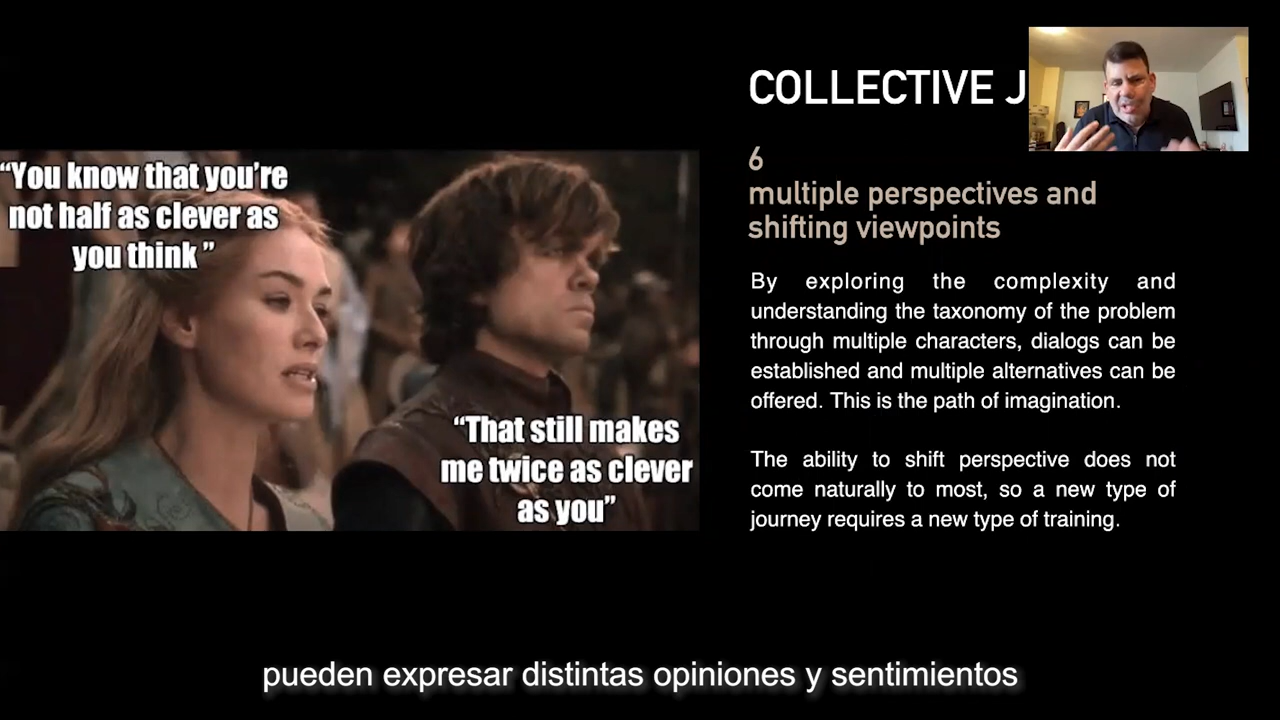 “You know that you're
not half as clever as
you think ”
“That still makes
me twice as clever
as you”
COLLECTIVE J
6
multiple perspectives and
shifting viewpoints
By exploring the complexity and
understanding the taxonomy of the problem
through multiple characters, dialogs can be
established and multiple alternatives can be
offered. This is the path of imagination.
The ability to shift perspective does not
come naturally to most, so a new type of
journey requires a new type of training.
pueden expresar distintas opiniones y sentimientos